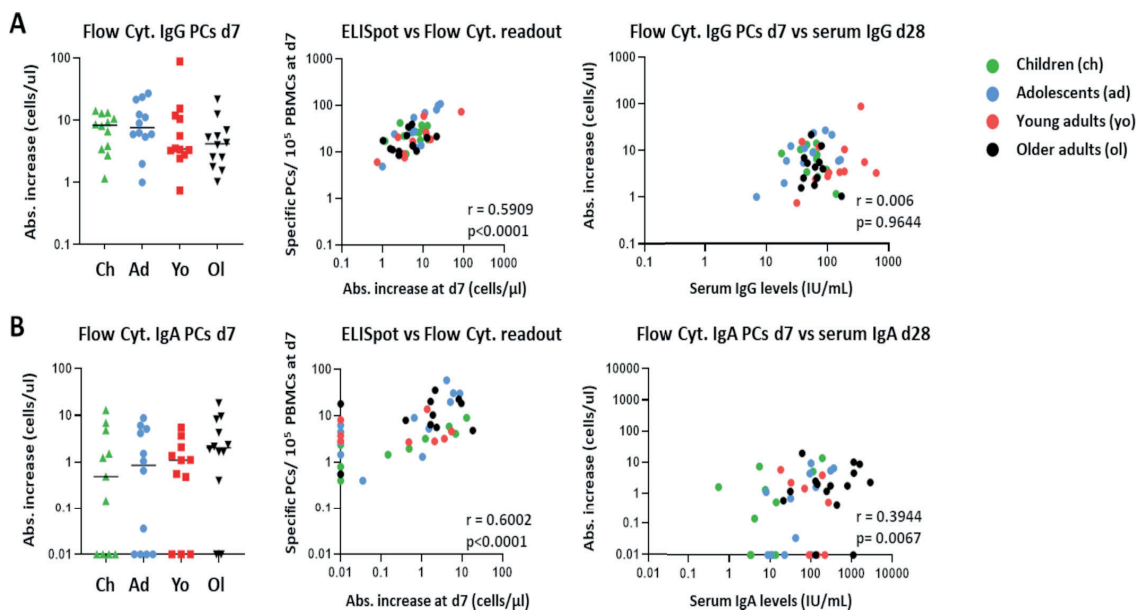 A
Flow Cyt. IgG PCs d7
Abs. increase (cells/ul)
100
10
1
0.1
Ch Ad Yo Ol
ELISpot vs Flow Cyt. readout
Specific PCs/ 10⁵ PBMCs at d7
1000
100
10
1
0.1
r = 0.5909
p<0.0001
0.1 1 10 100 1000
Abs. increase at d7 (cells/µl)
Flow Cyt. IgG PCs d7 vs serum IgG d28
Abs. increase (cells/ul)
1000
100
10
1
0.1
r = 0.006
p= 0.9644
0.1 1 10 100 1000
Serum IgG levels (IU/mL)
Children (ch)
Adolescents (ad)
Young adults (yo)
Older adults (ol)
B
Flow Cyt. IgA PCs d7
Abs. increase (cells/ul)
100
10
1
0.1
0.01
Ch Ad Yo Ol
ELISpot vs Flow Cyt. readout
Specific PCs/ 10⁵ PBMCs at d7
100
10
1
0.1
0.01
r = 0.6002
p<0.0001
0.01 0.1 1 10 100
Abs. increase at d7 (cells/µl)
Flow Cyt. IgA PCs d7 vs serum IgA d28
Abs. increase (cells/ul)
10000
1000
100
10
1
0.1
0.01
r = 0.3944
p= 0.0067
0.01 0.1 1 10 100 1000 10000
Serum IgA levels (IU/mL)